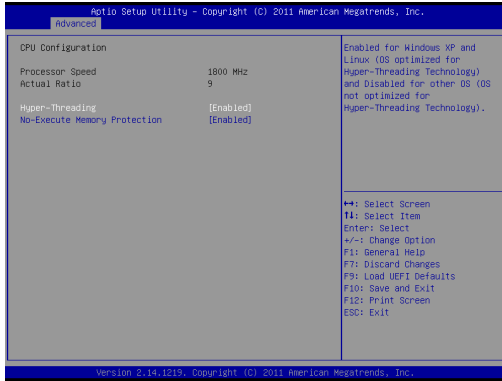 Aptio Setup Utility – Copyright (C) 2011 American Megatrends, Inc.
Advanced
CPU Configuration
Processor Speed 1800 MHz
Actual Ratio 9
Hyper-Threading [Enabled]
No-Execute Memory Protection [Enabled]
Enabled for Windows XP and
Linux (OS optimized for
Hyper-Threading Technology)
and Disabled for other OS (OS
not optimized for
Hyper-Threading Technology).
↔: Select Screen
↑↓: Select Item
Enter: Select
+/-: Change Option
F1: General Help
F7: Discard Changes
F9: Load UEFI Defaults
F10: Save and Exit
F12: Print Screen
ESC: Exit
Version 2.14.1219. Copyright (C) 2011 American Megatrends, Inc.